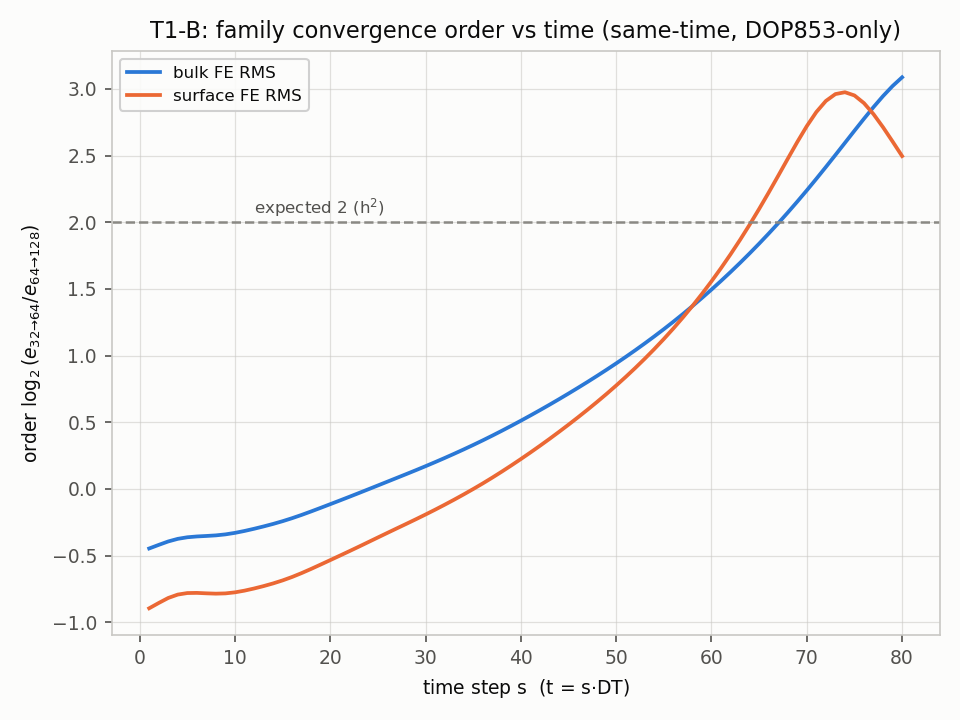 T1-B: family convergence order vs time (same-time, DOP853-only)
bulk FE RMS
surface FE RMS
expected 2 (h²)
order log₂ (e₃₂→₆₄/e₆₄→₁₂₈)
3.0
2.5
2.0
1.5
1.0
0.5
0.0
−0.5
−1.0
0 10 20 30 40 50 60 70 80
time step s (t = s·DT)